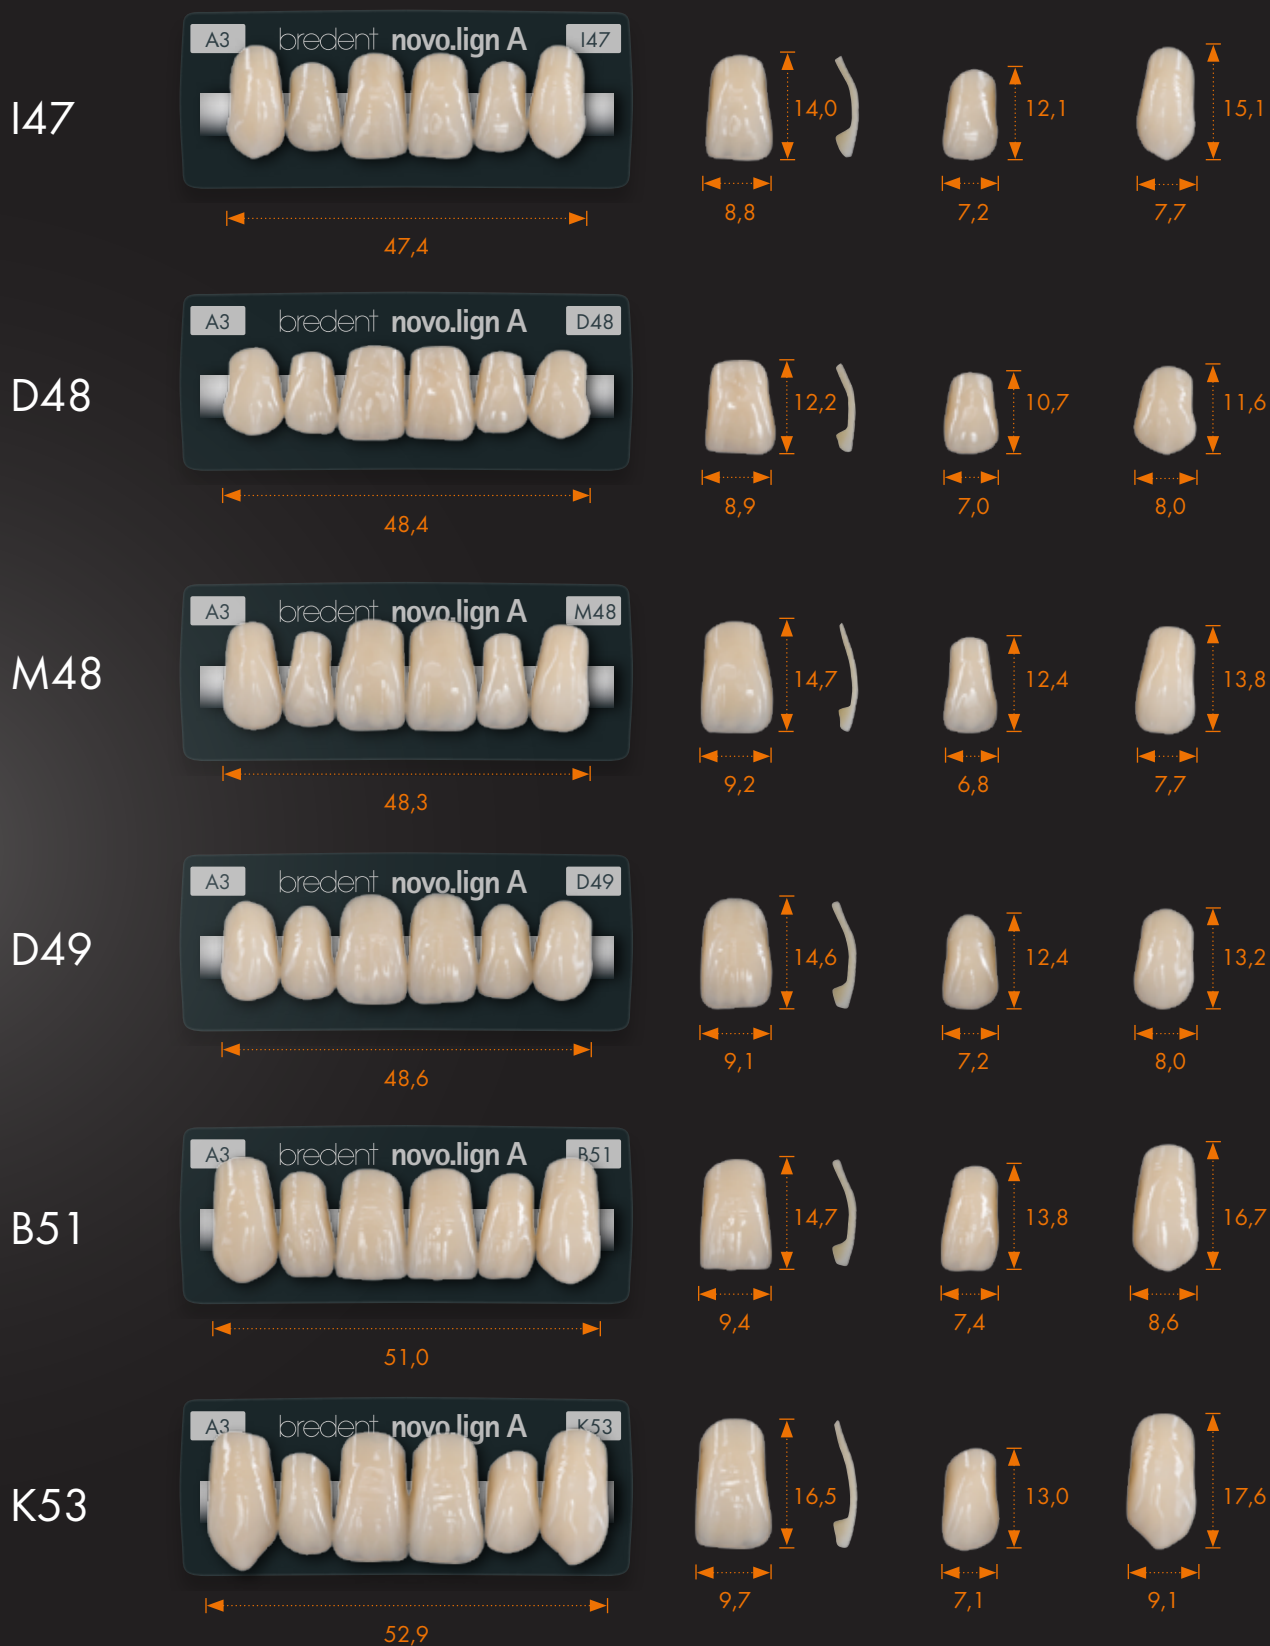 I47
A3 bredent novo.lign A I47
14,0 12,1 15,1
8,8 7,2 7,7
47,4
D48
A3 bredent novo.lign A D48
12,2 10,7 11,6
8,9 7,0 8,0
48,4
M48
A3 bredent novo.lign A M48
14,7 12,4 13,8
9,2 6,8 7,7
48,3
D49
A3 bredent novo.lign A D49
14,6 12,4 13,2
9,1 7,2 8,0
48,6
B51
A3 bredent novo.lign A B51
14,7 13,8 16,7
9,4 7,4 8,6
51,0
K53
A3 bredent novo.lign A K53
16,5 13,0 17,6
9,7 7,1 9,1
52,9